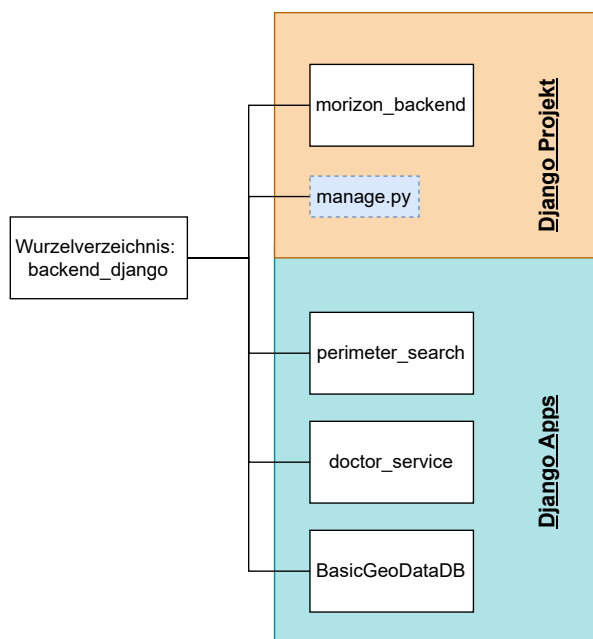 morizon_backend
manage.py
Django Projekt
Wurzelverzeichnis:
backend_django
perimeter_search
doctor_service
BasicGeoDataDB
Django Apps